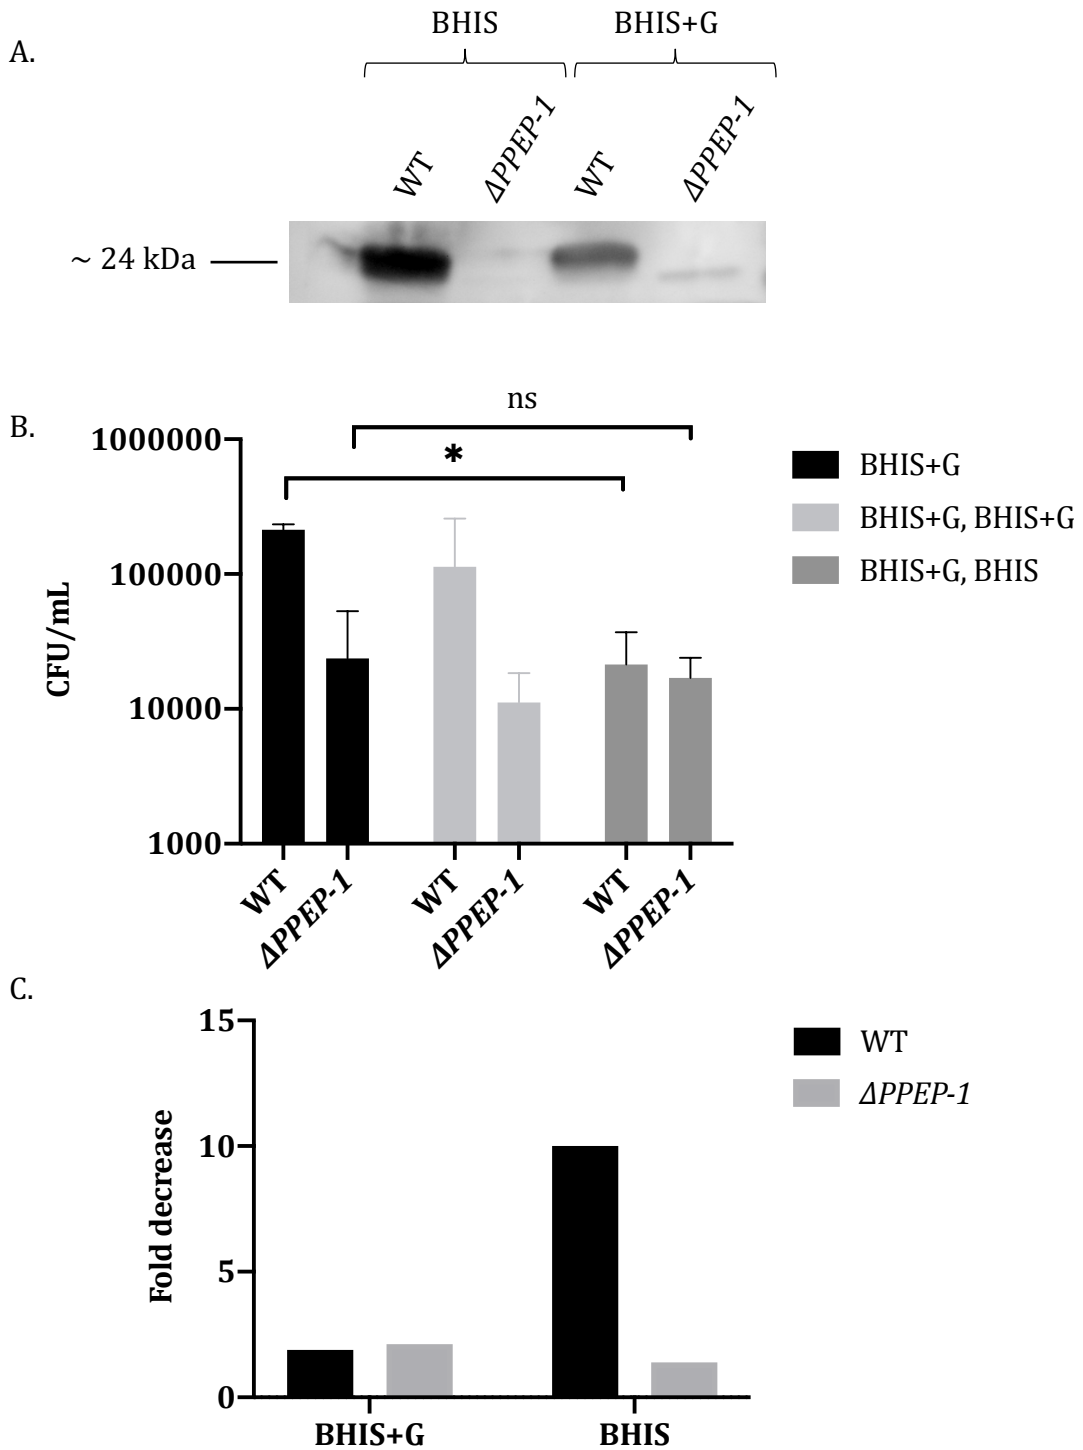 A.
BHIS BHIS+G
WT ΔPPEP-1 WT ΔPPEP-1
~ 24 kDa
B.
ns
*
CFU/mL
1000000
100000
10000
1000
WT ΔPPEP-1 WT ΔPPEP-1 WT ΔPPEP-1
BHIS+G
BHIS+G, BHIS+G
BHIS+G, BHIS
C.
Fold decrease
15
10
5
0
BHIS+G BHIS
WT
ΔPPEP-1